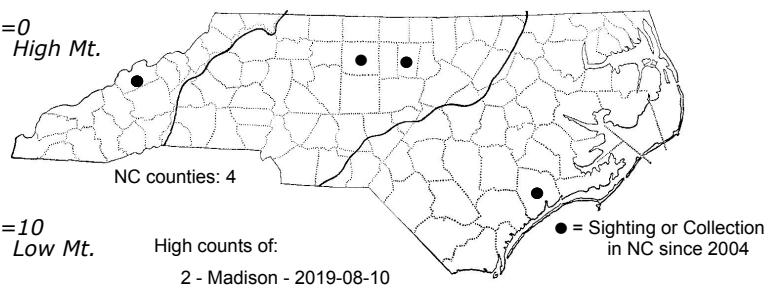 =0
High Mt.
NC counties: 4
=10
Low Mt.
High counts of:
2 - Madison - 2019-08-10
= Sighting or Collection
in NC since 2004